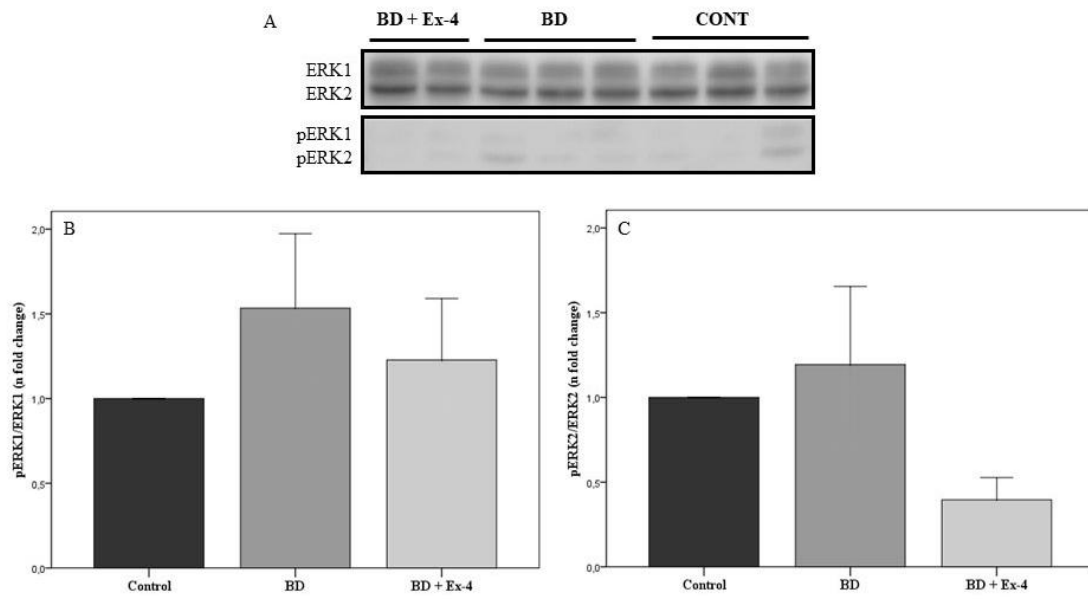 A
BD + Ex-4 BD CONT
ERK1
ERK2
pERK1
pERK2
B
pERK1/ERK1 (n fold change)
2,0
1,5
1,0
0,5
0,0
Control BD BD + Ex-4
C
pERK2/ERK2 (n fold change)
2,0
1,5
1,0
0,5
0,0
Control BD BD + Ex-4